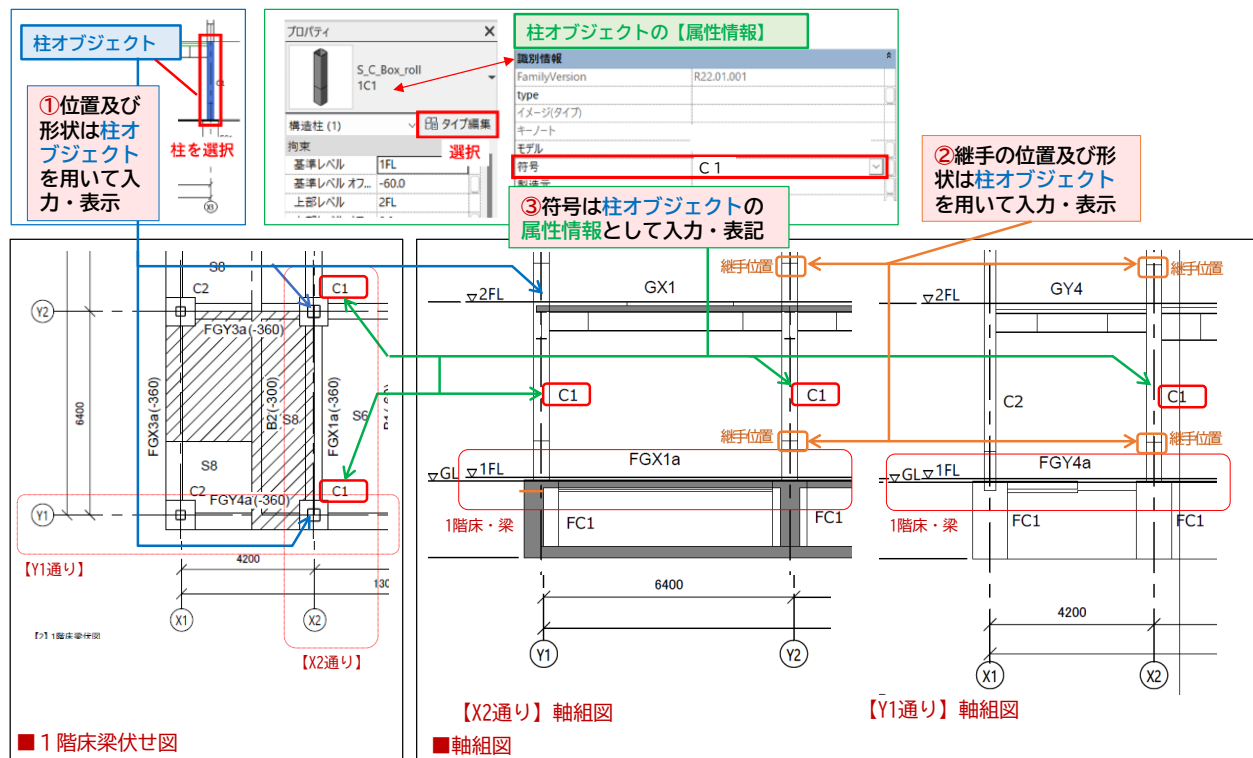 柱オブジェクト
C1
柱を選択
X3
①位置及び
形状は柱オ
ブジェクト
を用いて入
力・表示
プロパティ
S_C_Box_roll
1C1
構造柱 (1)
タイプ編集
選択
拘束
基準レベル
1FL
基準レベル オフ...
-60.0
上部レベル
2FL
柱オブジェクトの【属性情報】
識別情報
FamilyVersion
R22.01.001
type
イメージ(タイプ)
キーノート
モデル
符号
C 1
製造元
②継手の位置及び形
状は柱オブジェクト
を用いて入力・表示
③符号は柱オブジェクトの
属性情報として入力・表記
S8
C2
C1
Y2
FGY3a(-360)
6400
FGX3a(-360)
B2(-300)
S8
FGX1a(-360)
S6
S8
C2
C1
FGY4a(-360)
Y1
【Y1通り】
4200
X1
X2
【2】1階床梁伏図
【X2通り】
■１階床梁伏せ図
継手位置
2FL
GX1
C1
C1
継手位置
FGX1a
GL
1FL
1階床・梁
FC1
FC1
6400
Y1
Y2
【X2通り】軸組図
■軸組図
継手位置
2FL
GY4
C2
C1
継手位置
FGY4a
GL
1FL
1階床・梁
FC1
FC1
4200
X1
X2
【Y1通り】軸組図